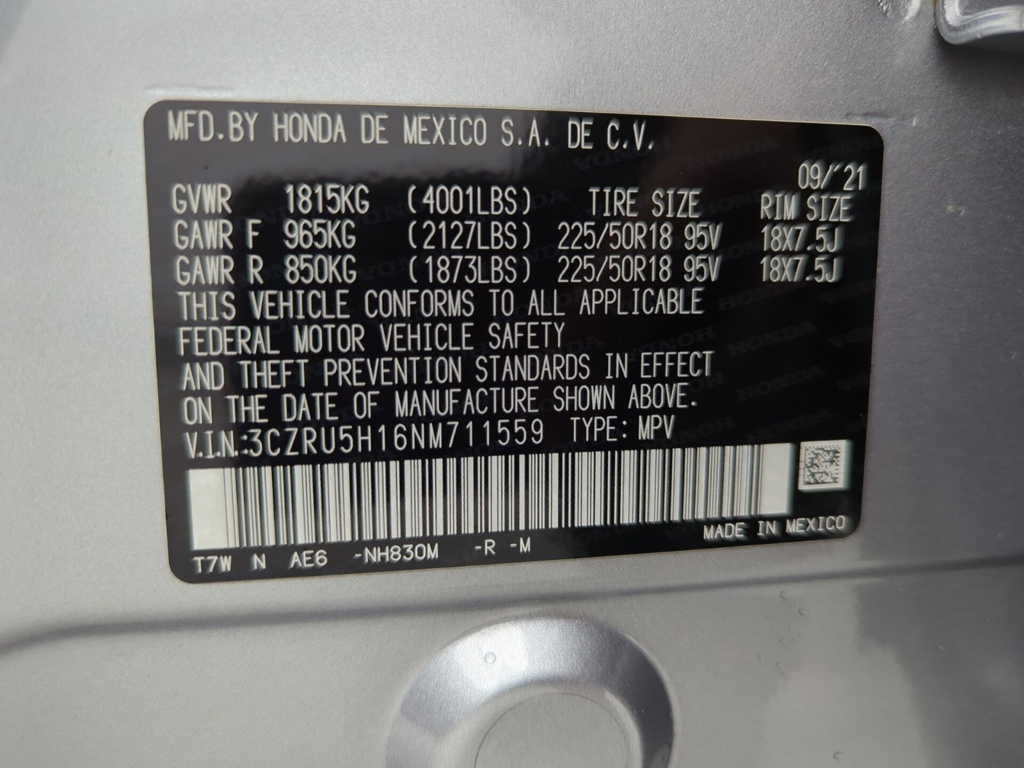 MFD.BY HONDA DE MEXICO S.A. DE C.V.
09/'21
GVWR 1815KG (4001LBS) TIRE SIZE RIM SIZE
GAWR F 965KG (2127LBS) 225/50R18 95V 18X7.5J
GAWR R 850KG (1873LBS) 225/50R18 95V 18X7.5J
THIS VEHICLE CONFORMS TO ALL APPLICABLE
FEDERAL MOTOR VEHICLE SAFETY
AND THEFT PREVENTION STANDARDS IN EFFECT
ON THE DATE OF MANUFACTURE SHOWN ABOVE.
V.I.N.:3CZRU5H16NM711559 TYPE: MPV
MADE IN MEXICO
T7W N AE6 -NH830M -R -M